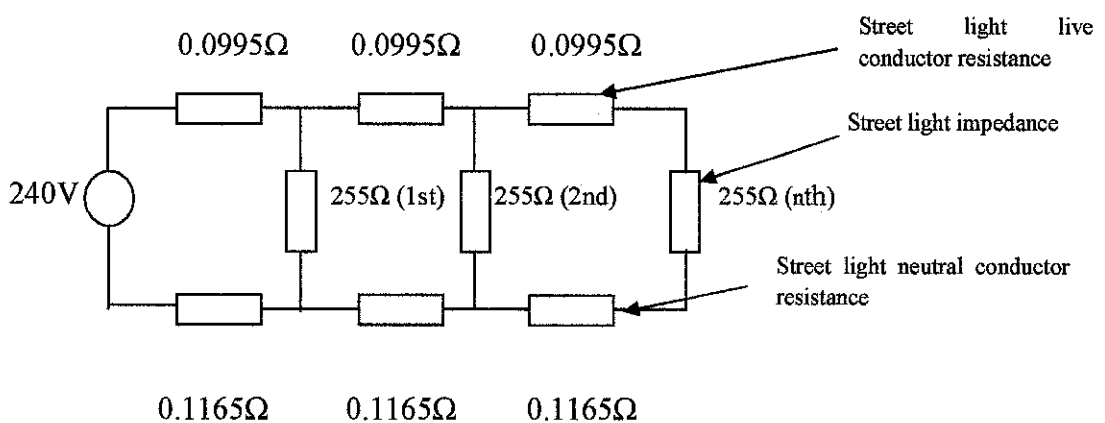 Street light live
conductor resistance
0.0995Ω 0.0995Ω 0.0995Ω
Street light impedance
240V 255Ω (1st) 255Ω (2nd) 255Ω (nth)
Street light neutral conductor
resistance
0.1165Ω 0.1165Ω 0.1165Ω